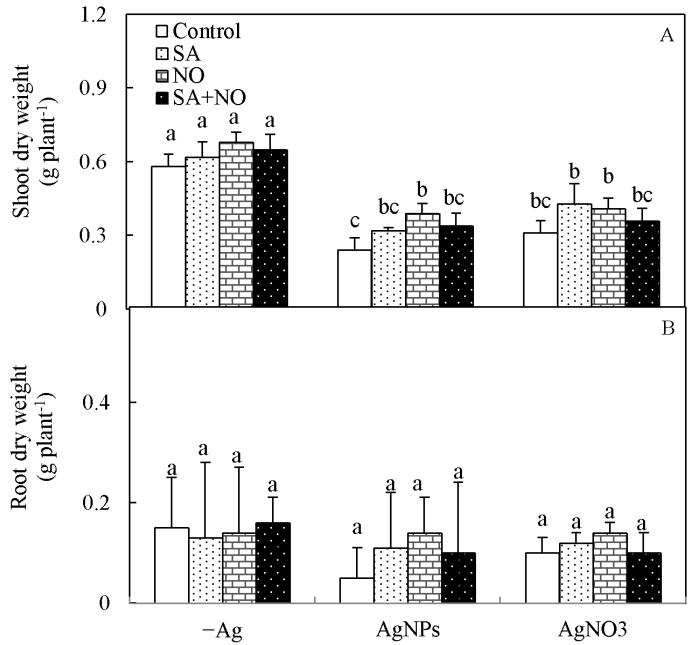 1.2
0.9
0.6
0.3
0
Shoot dry weight
(g plant-1)
A
Control
SA
NO
SA+NO
a a a a
c bc b bc
bc b b bc
B
0.4
0.2
0
Root dry weight
(g plant-1)
a a a a
a a a a
a a a a
−Ag AgNPs AgNO3